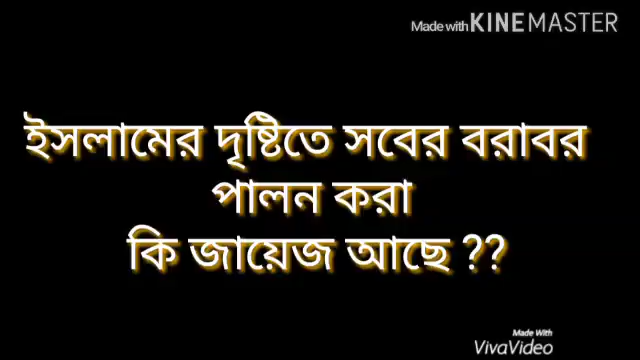 Made with KINEMASTER
ইসলামের দৃষ্টিতে সবের বরাবর
পালন করা
কি জায়েজ আছে ??
Made With
VivaVideo